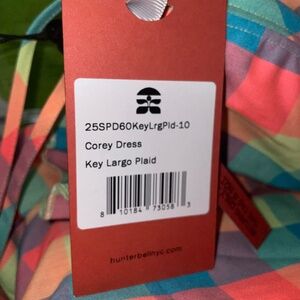 25SPD60KeyLrgPld-10
Corey Dress
Key Largo Plaid
8 10184 73058 3
hunterbellnyc.com